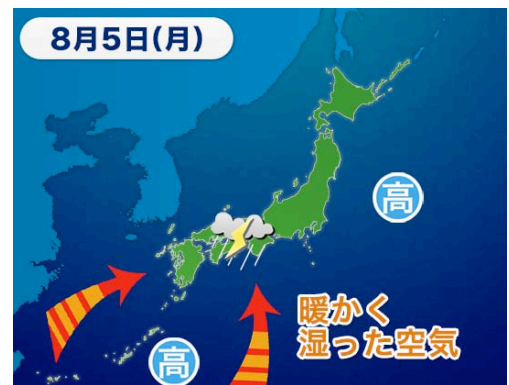 8月5日(月)
高
暖かく
湿った空気
高